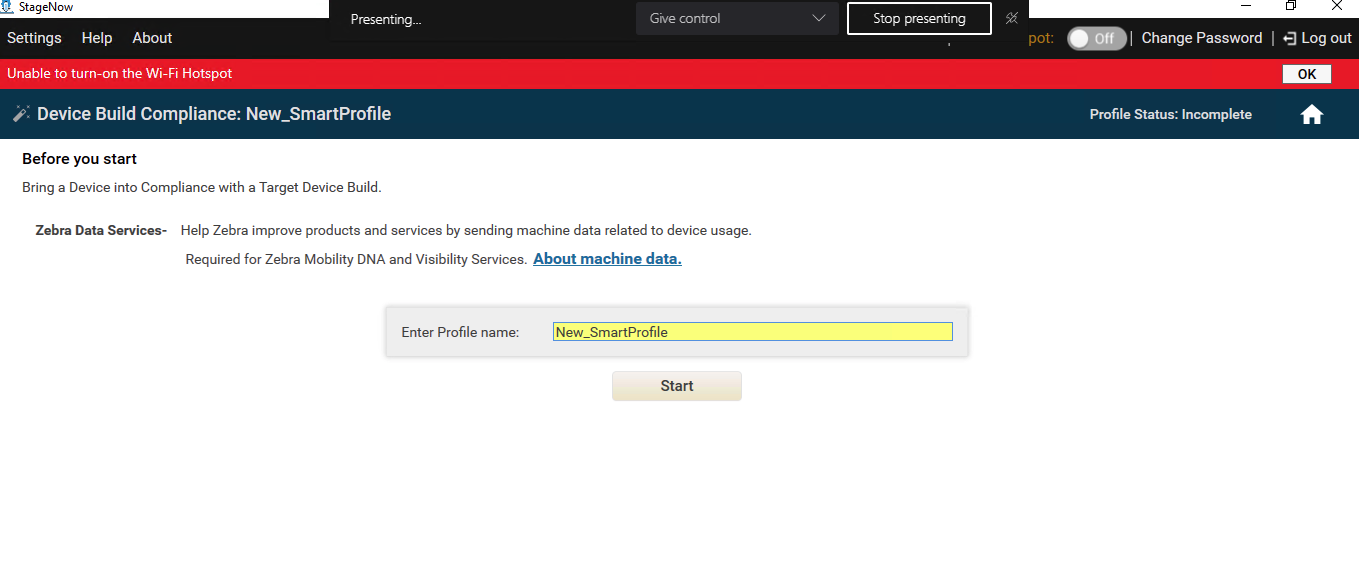 StageNow
Presenting...
Give control
Stop presenting
Settings Help About
pot: Off | Change Password | Log out
Unable to turn-on the Wi-Fi Hotspot
OK
Device Build Compliance: New_SmartProfile
Profile Status: Incomplete
Before you start
Bring a Device into Compliance with a Target Device Build.
Zebra Data Services- Help Zebra improve products and services by sending machine data related to device usage.
Required for Zebra Mobility DNA and Visibility Services. About machine data.
Enter Profile name: New_SmartProfile
Start